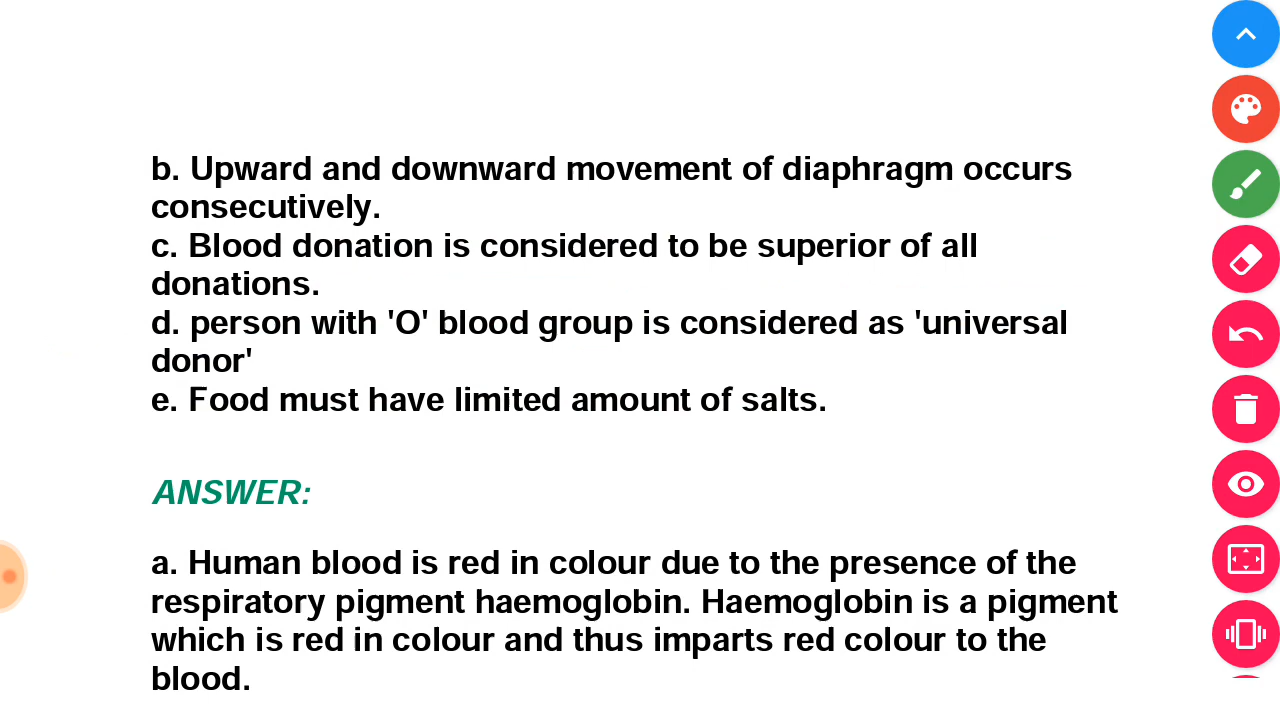 b. Upward and downward movement of diaphragm occurs
consecutively.
c. Blood donation is considered to be superior of all
donations.
d. person with 'O' blood group is considered as 'universal
donor'
e. Food must have limited amount of salts.
ANSWER:
a. Human blood is red in colour due to the presence of the
respiratory pigment haemoglobin. Haemoglobin is a pigment
which is red in colour and thus imparts red colour to the
blood.